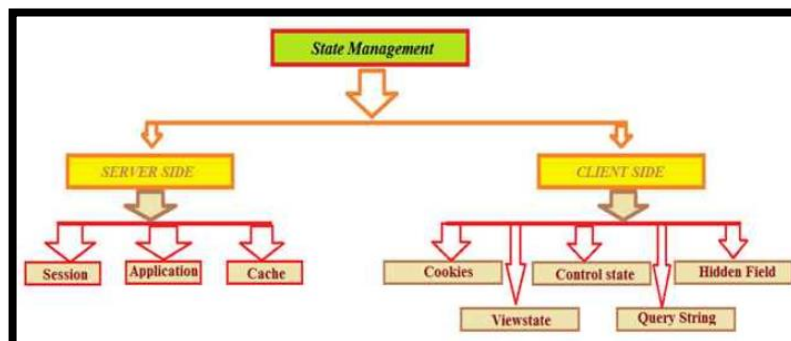 State Management
SERVER SIDE
CLIENT SIDE
Session
Application
Cache
Cookies
Control state
Hidden Field
Viewstate
Query String